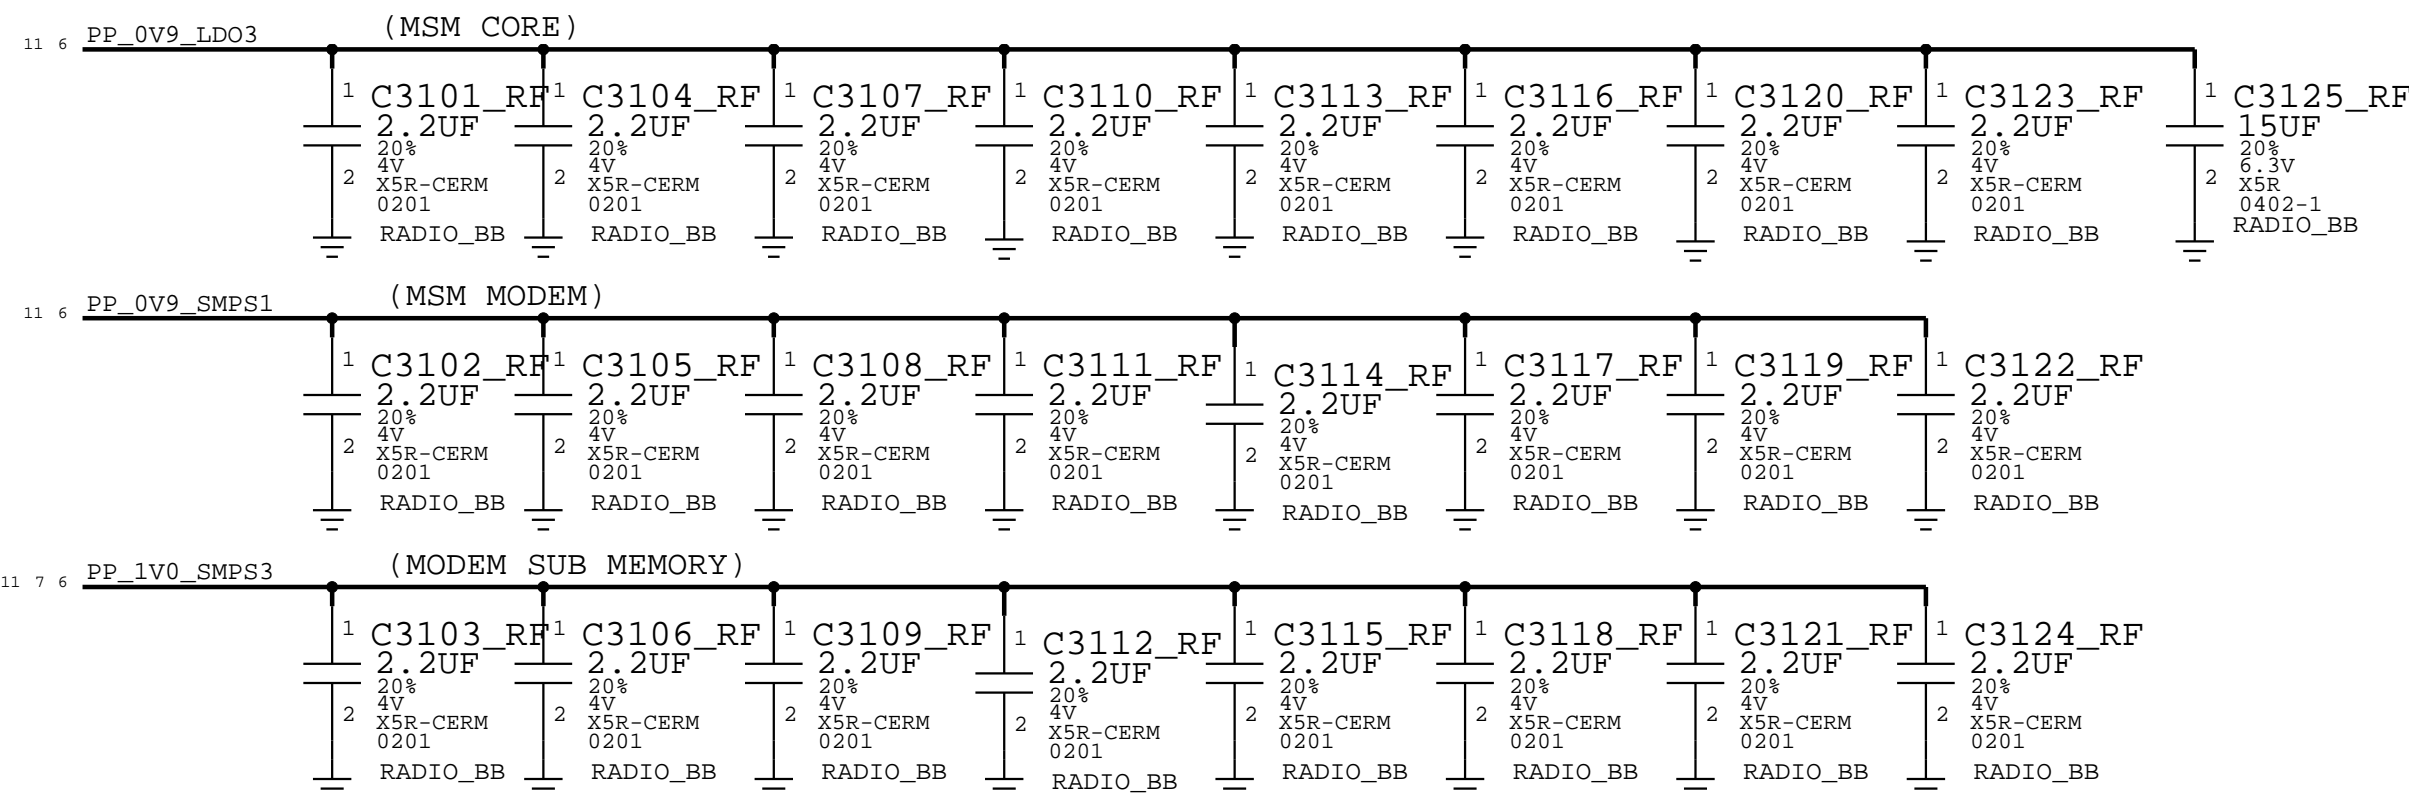 (MSM CORE)
11 6 PP_0V9_LDO3
1 C3101_RF 1 C3104_RF 1 C3107_RF 1 C3110_RF 1 C3113_RF 1 C3116_RF 1 C3120_RF 1 C3123_RF 1 C3125_RF
2.2UF 2.2UF 2.2UF 2.2UF 2.2UF 2.2UF 2.2UF 2.2UF 15UF
20% 20% 20% 20% 20% 20% 20% 20% 20%
4V 4V 4V 4V 4V 4V 4V 4V 6.3V
2 X5R-CERM 2 X5R-CERM 2 X5R-CERM 2 X5R-CERM 2 X5R-CERM 2 X5R-CERM 2 X5R-CERM 2 X5R-CERM 2 X5R
0201 0201 0201 0201 0201 0201 0201 0201 0402-1
RADIO_BB RADIO_BB RADIO_BB RADIO_BB RADIO_BB RADIO_BB RADIO_BB RADIO_BB RADIO_BB
(MSM MODEM)
11 6 PP_0V9_SMPS1
1 C3102_RF 1 C3105_RF 1 C3108_RF 1 C3111_RF 1 C3114_RF 1 C3117_RF 1 C3119_RF 1 C3122_RF
2.2UF 2.2UF 2.2UF 2.2UF 2.2UF 2.2UF 2.2UF 2.2UF
20% 20% 20% 20% 20% 20% 20% 20%
4V 4V 4V 4V 4V 4V 4V 4V
2 X5R-CERM 2 X5R-CERM 2 X5R-CERM 2 X5R-CERM 2 X5R-CERM 2 X5R-CERM 2 X5R-CERM 2 X5R-CERM
0201 0201 0201 0201 0201 0201 0201 0201
RADIO_BB RADIO_BB RADIO_BB RADIO_BB RADIO_BB RADIO_BB RADIO_BB RADIO_BB
(MODEM SUB MEMORY)
11 7 6 PP_1V0_SMPS3
1 C3103_RF 1 C3106_RF 1 C3109_RF 1 C3112_RF 1 C3115_RF 1 C3118_RF 1 C3121_RF 1 C3124_RF
2.2UF 2.2UF 2.2UF 2.2UF 2.2UF 2.2UF 2.2UF 2.2UF
20% 20% 20% 20% 20% 20% 20% 20%
4V 4V 4V 4V 4V 4V 4V 4V
2 X5R-CERM 2 X5R-CERM 2 X5R-CERM 2 X5R-CERM 2 X5R-CERM 2 X5R-CERM 2 X5R-CERM 2 X5R-CERM
0201 0201 0201 0201 0201 0201 0201 0201
RADIO_BB RADIO_BB RADIO_BB RADIO_BB RADIO_BB RADIO_BB RADIO_BB RADIO_BB